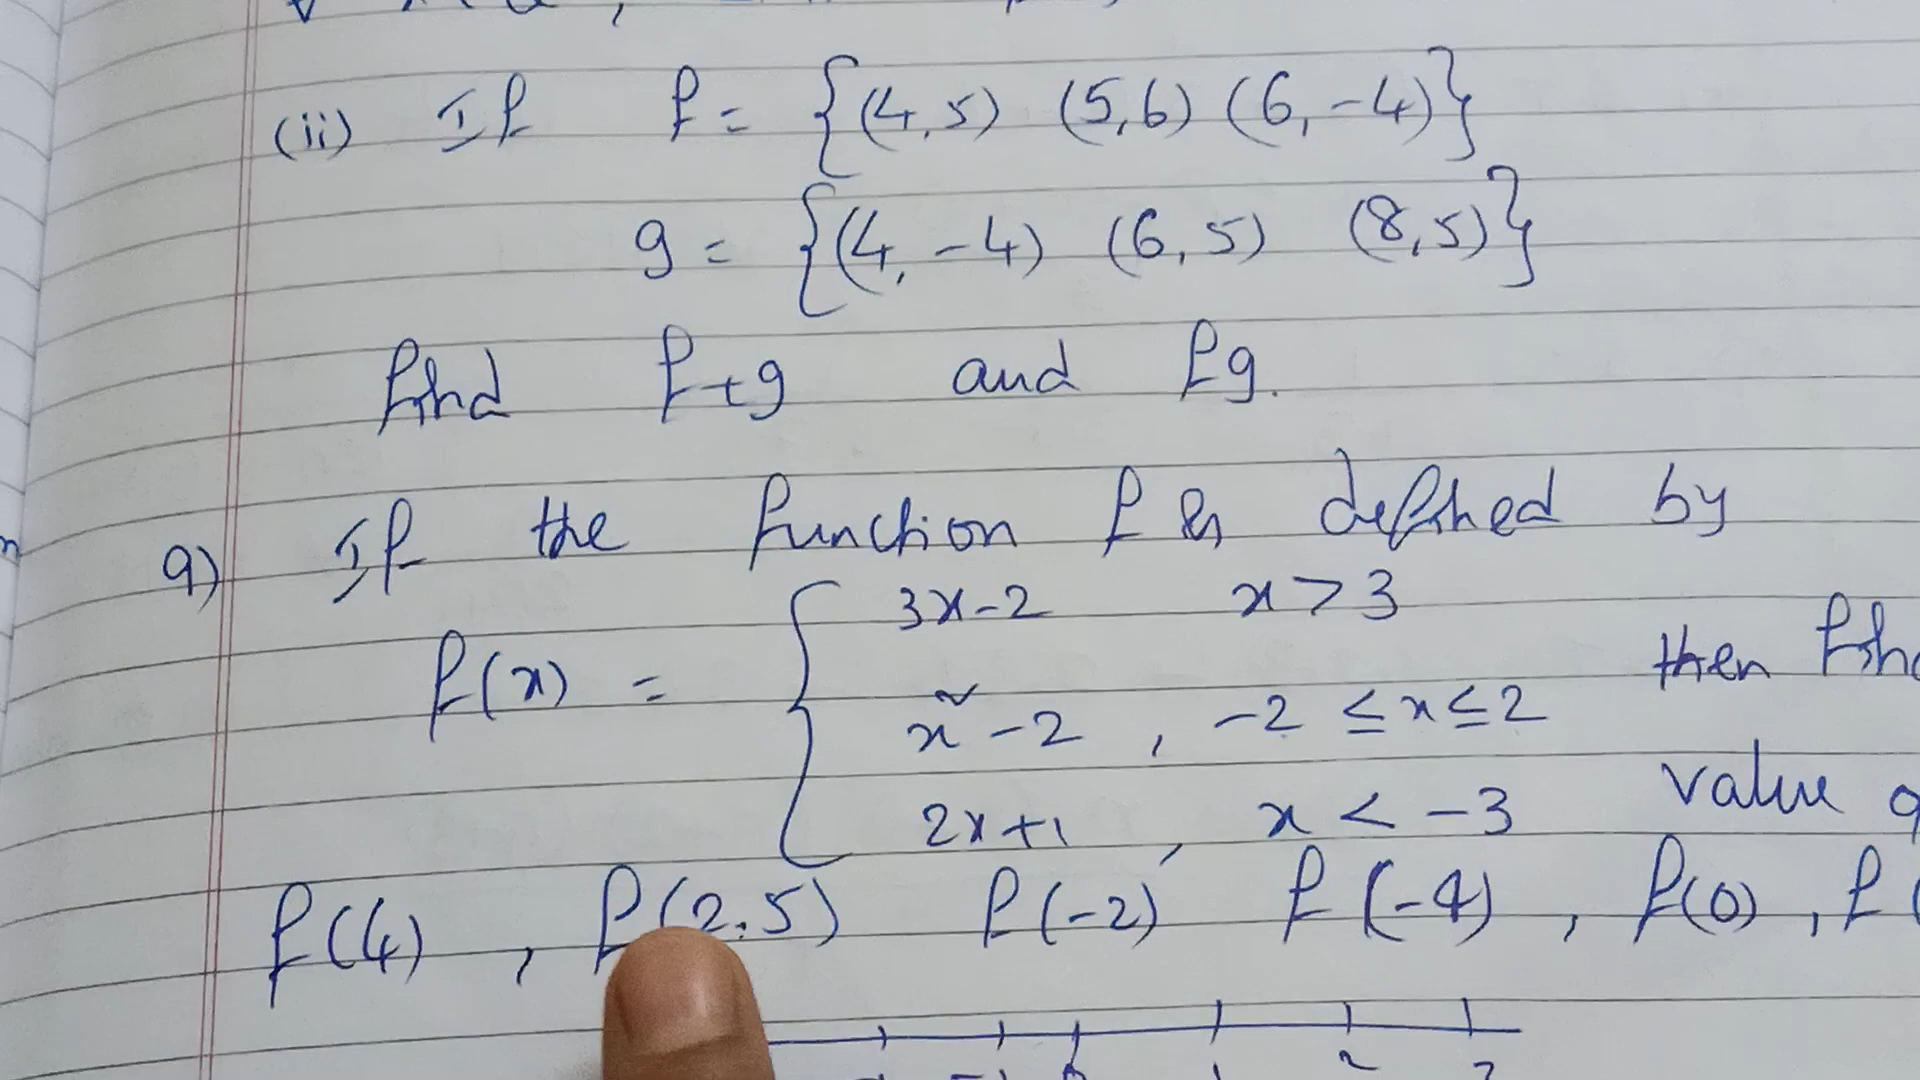 (ii) If f = {(4,5) (5,6) (6,-4)}
g = {(4,-4) (6,5) (8,5)}
find f+g and fg.
9) If the function f is defined by
3x-2 x > 3
f(x) = { x²-2 , -2 ≤ x ≤ 2 then find
2x+1, x < -3 value
f(4) , f(2.5) f(-2) f(-4) , f(0) , f(
1 2